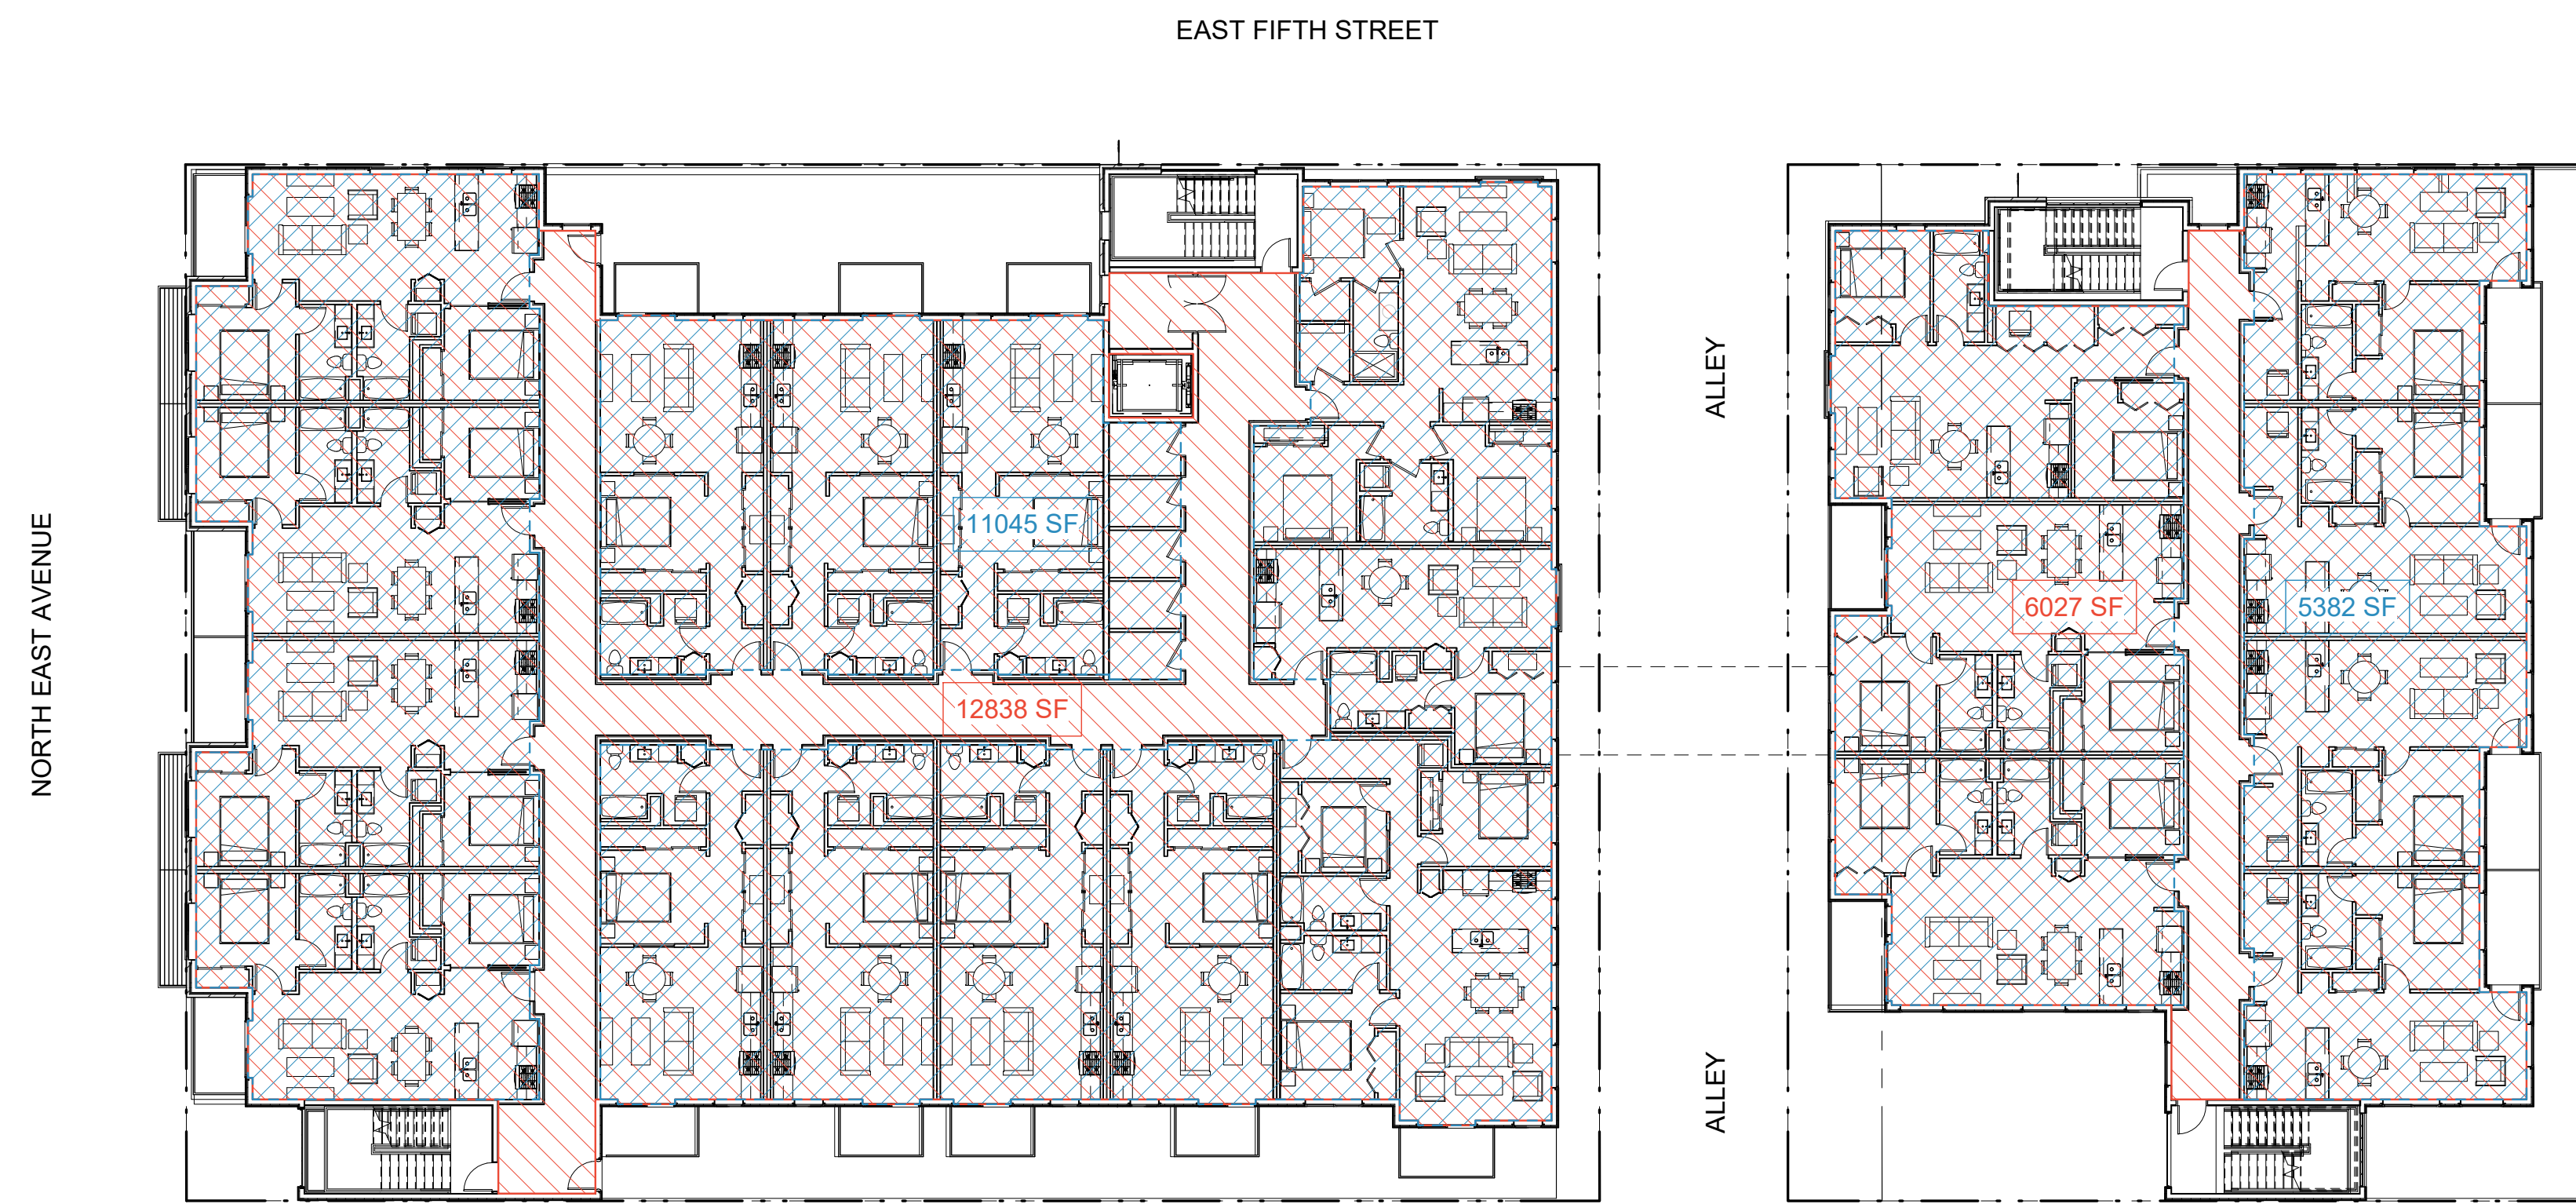 EAST FIFTH STREET
NORTH EAST AVENUE
ALLEY
11045 SF
12838 SF
6027 SF
5382 SF
ALLEY